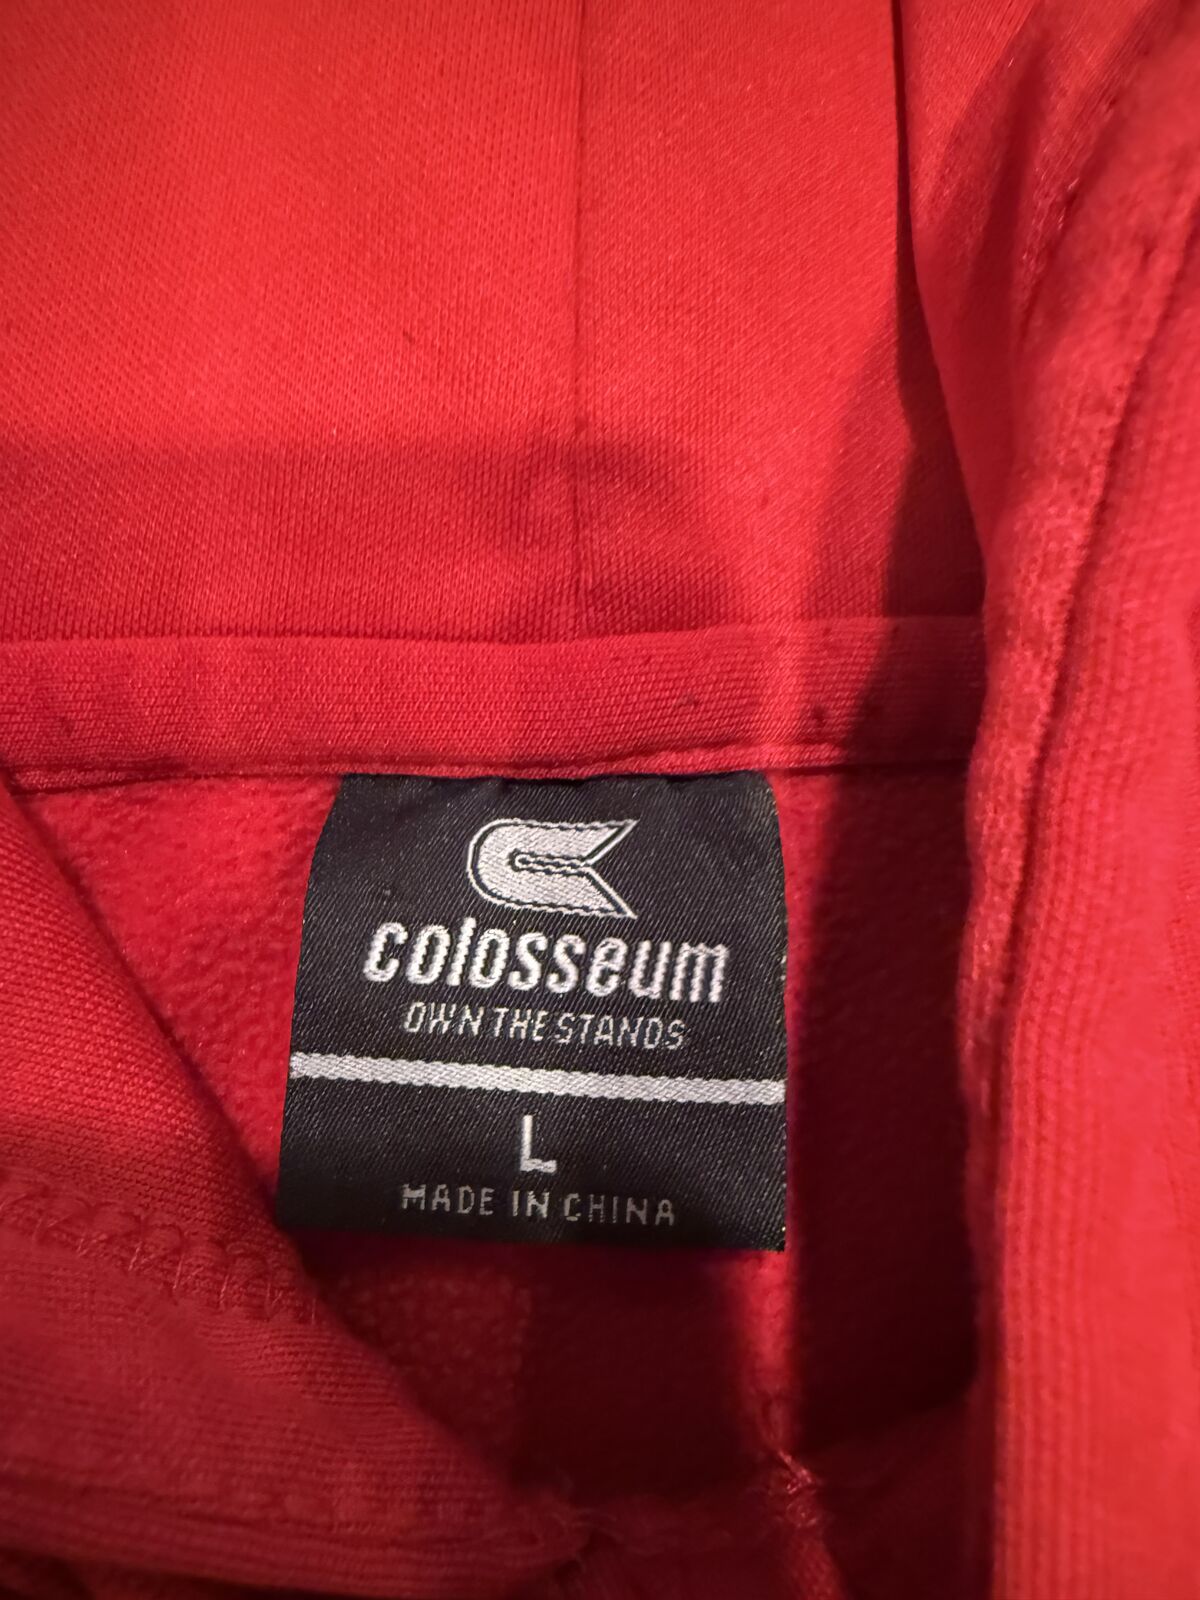 colosseum
OWN THE STANDS
L
MADE IN CHINA